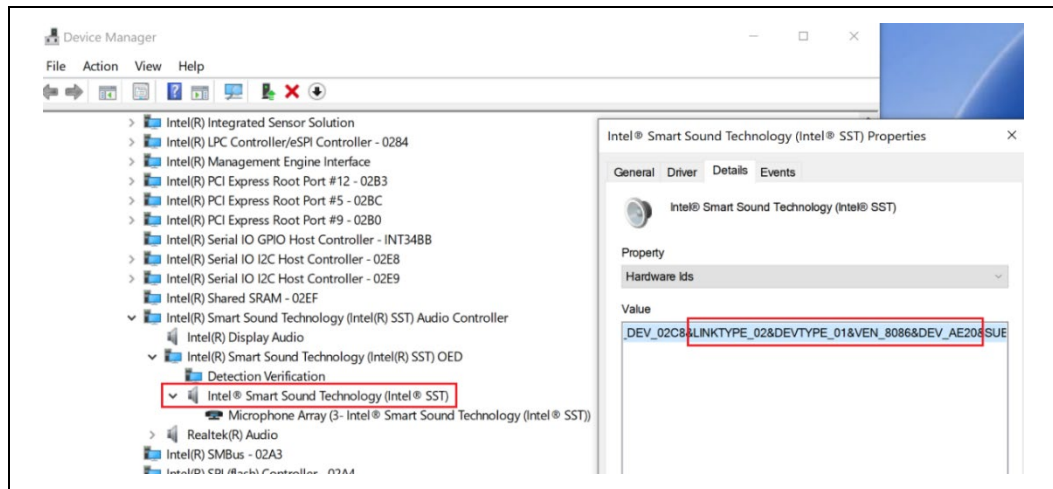 Device Manager
File Action View Help
Intel(R) Integrated Sensor Solution
Intel(R) LPC Controller/eSPI Controller - 0284
Intel(R) Management Engine Interface
Intel(R) PCI Express Root Port #12 - 02B3
Intel(R) PCI Express Root Port #5 - 02BC
Intel(R) PCI Express Root Port #9 - 02B0
Intel(R) Serial IO GPIO Host Controller - INT34BB
Intel(R) Serial IO I2C Host Controller - 02E8
Intel(R) Serial IO I2C Host Controller - 02E9
Intel(R) Shared SRAM - 02EF
Intel(R) Smart Sound Technology (Intel(R) SST) Audio Controller
Intel(R) Display Audio
Intel(R) Smart Sound Technology (Intel(R) SST) OED
Detection Verification
Intel® Smart Sound Technology (Intel® SST)
Microphone Array (3- Intel® Smart Sound Technology (Intel® SST))
Realtek(R) Audio
Intel(R) SMBus - 02A3
Intel(R) SPI (flash) Controller - 02A4
Intel® Smart Sound Technology (Intel® SST) Properties
General Driver Details Events
Intel® Smart Sound Technology (Intel® SST)
Property
Hardware Ids
Value
_DEV_02C8&LINKTYPE_02&DEVTYPE_01&VEN_8086&DEV_AE20&SUE